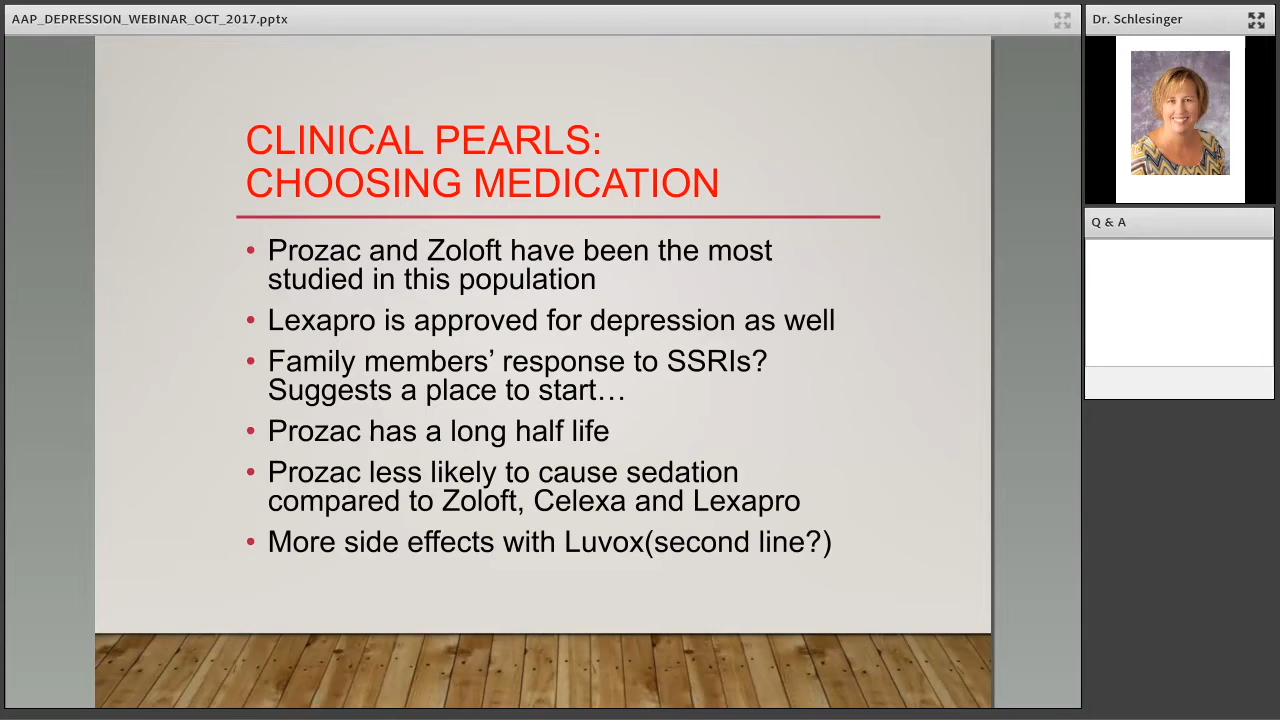 AAP_DEPRESSION_WEBINAR_OCT_2017.pptx
Dr. Schlesinger
Q & A
CLINICAL PEARLS:
CHOOSING MEDICATION
• Prozac and Zoloft have been the most
studied in this population
• Lexapro is approved for depression as well
• Family members’ response to SSRIs?
Suggests a place to start…
• Prozac has a long half life
• Prozac less likely to cause sedation
compared to Zoloft, Celexa and Lexapro
• More side effects with Luvox(second line?)